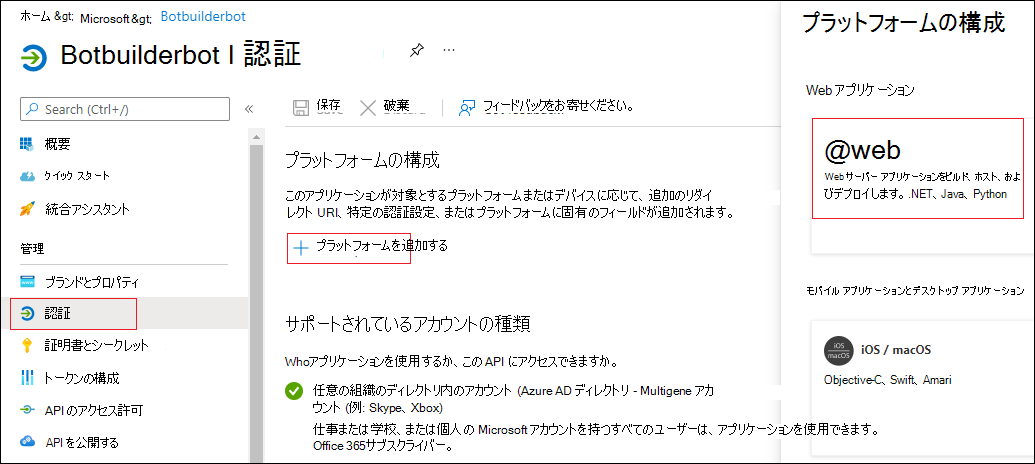 ホーム &gt; Microsoft&gt; Botbuilderbot
Botbuilderbot I 認証
Search (Ctrl+/)
概要
クイック スタート
統合アシスタント
管理
ブランドとプロパティ
認証
証明書とシークレット
トークンの構成
APIのアクセス許可
APIを公開する
保存 破棄 フィードバックをお寄せください。
プラットフォームの構成
このアプリケーションが対象とするプラットフォームまたはデバイスに応じて、追加のリダイ
レクト URI、特定の認証設定、またはプラットフォームに固有のフィールドが追加されます。
プラットフォームを追加する
サポートされているアカウントの種類
Whoアプリケーションを使用するか、この API にアクセスできますか。
任意の組織のディレクトリ内のアカウント (Azure AD ディレクトリ - Multigene アカ
ウント (例: Skype、Xbox)
仕事または学校、または個人の Microsoft アカウントを持つすべてのユーザーは、アプリケーションを使用できます。
Office 365サブスクライバー。
プラットフォームの構成
Web アプリケーション
@web
Web サーバー アプリケーションをビルド、ホスト、およ
びデプロイします。.NET、Java、Python
モバイル アプリケーションとデスクトップ アプリケーション
iOS
macOS
iOS / macOS
Objective-C、Swift、Amari